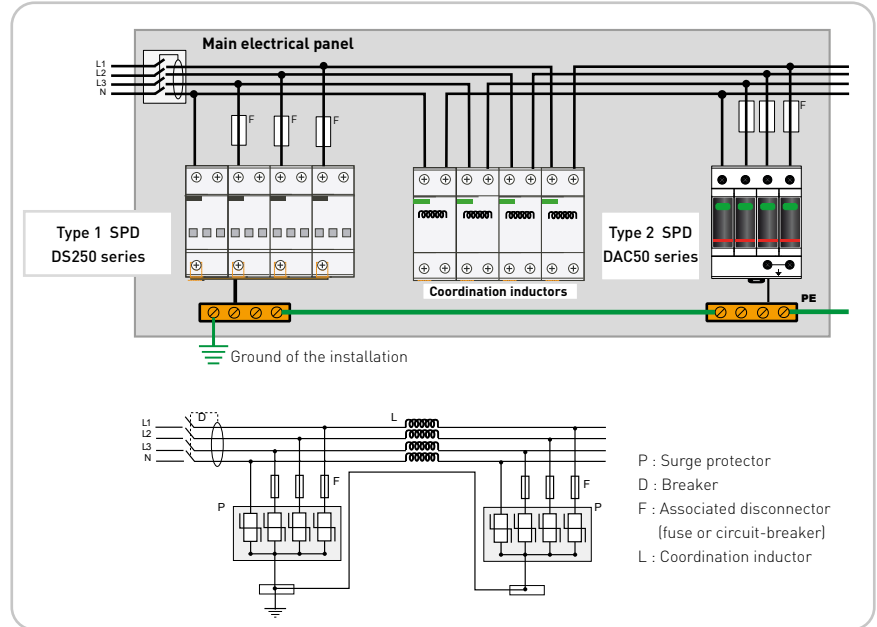 Main electrical panel
L1
L2
L3
N
F
F
F
F
Type 1 SPD
DS250 series
Type 2 SPD
DAC50 series
Coordination inductors
PE
Ground of the installation
L1
L2
L3
N
D
L
F
F
P
P
P : Surge protector
D : Breaker
F : Associated disconnector
(fuse or circuit-breaker)
L : Coordination inductor